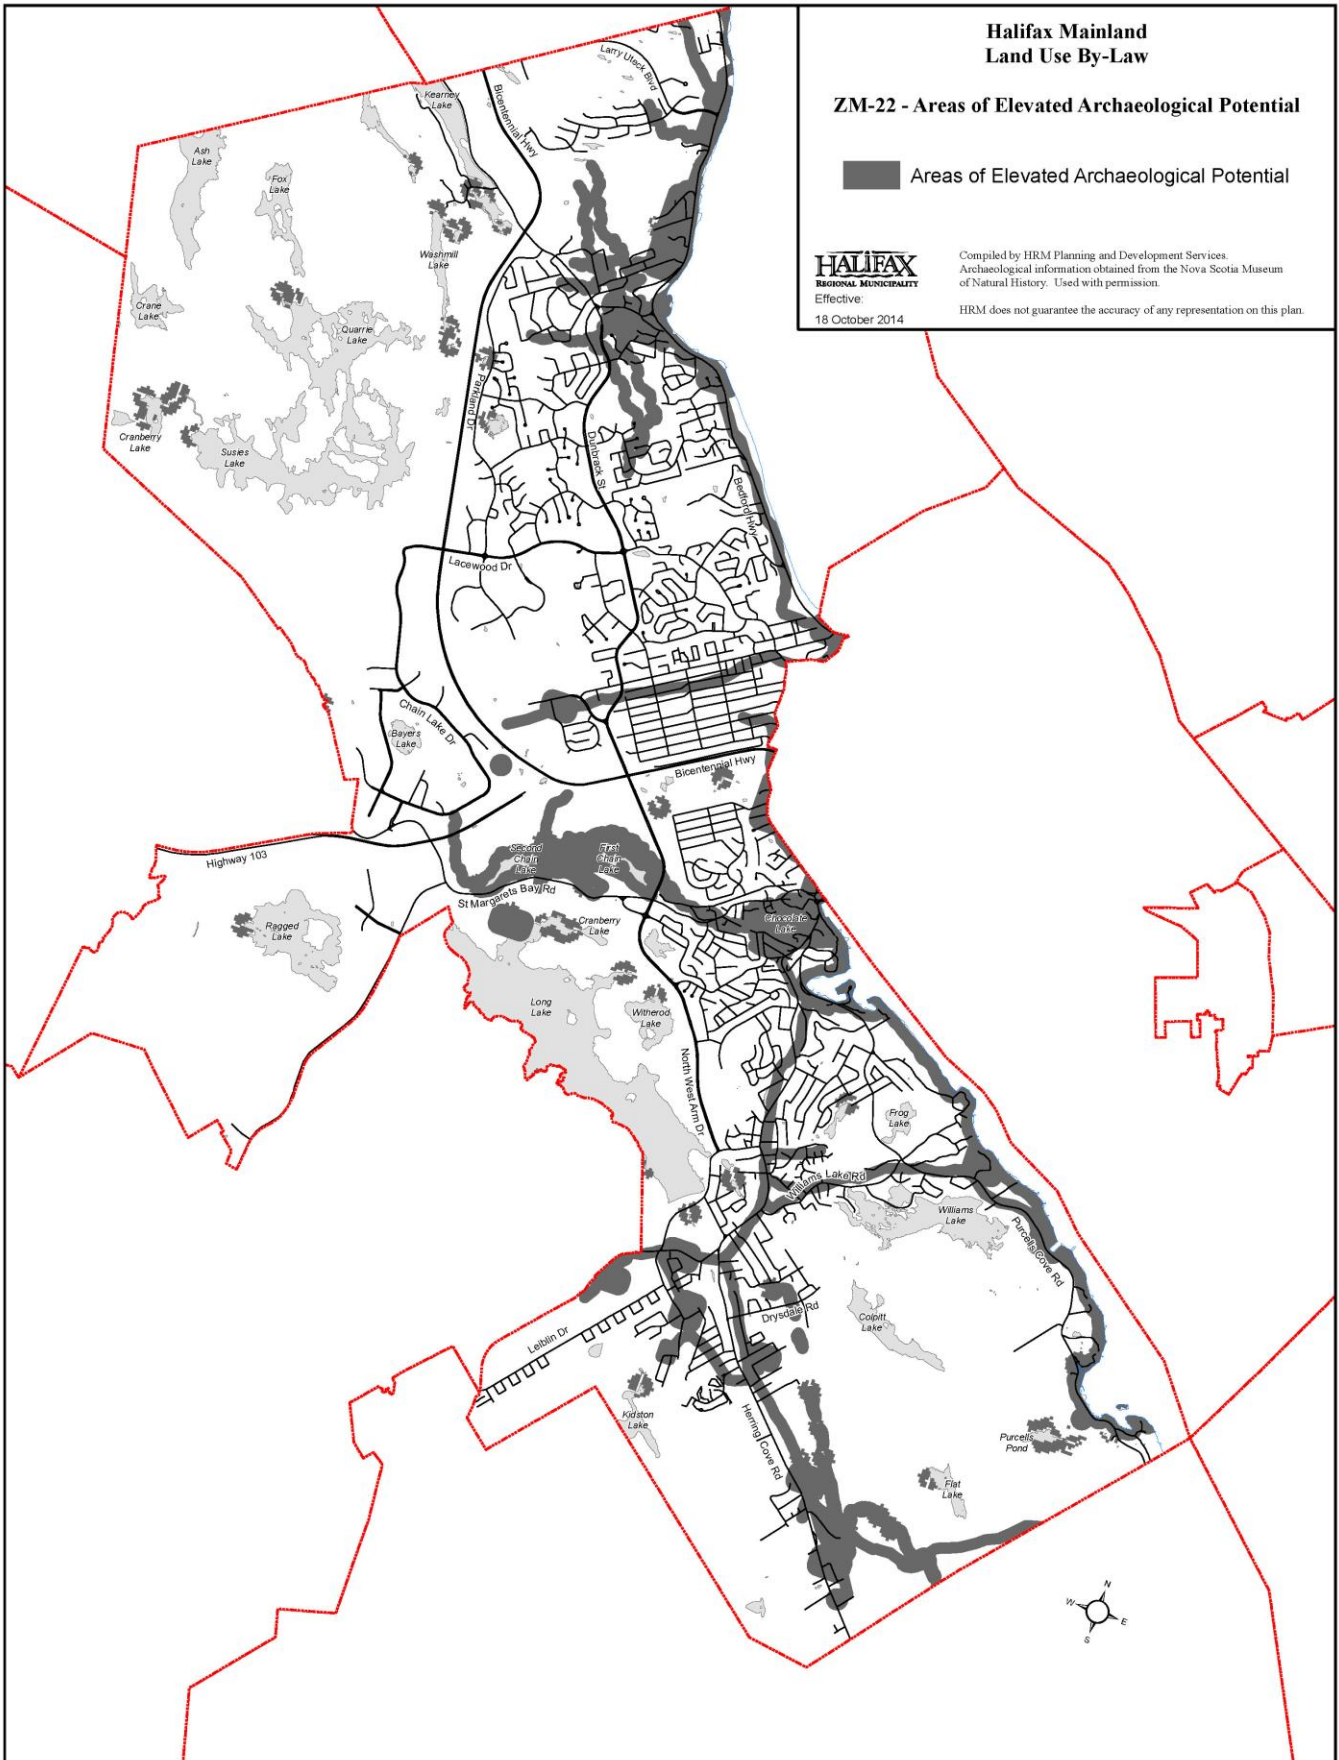 Halifax Mainland
Land Use By-Law
ZM-22 - Areas of Elevated Archaeological Potential
Areas of Elevated Archaeological Potential
HALIFAX
REGIONAL MUNICIPALITY
Effective:
18 October 2014
Compiled by HRM Planning and Development Services.
Archaeological information obtained from the Nova Scotia Museum
of Natural History. Used with permission.
HRM does not guarantee the accuracy of any representation on this plan.
Larry Uteck Blvd
Kearney
Lake
Bicentennial Hwy
Ash
Lake
Fox
Lake
Washmill
Lake
Crane
Lake
Quarrie
Lake
Parkland Dr
Cranberry
Lake
Susies
Lake
Dunbrack St
Bedford Hwy
Lacewood Dr
Chain Lake Dr
Bayers
Lake
Bicentennial Hwy
Highway 103
Second
Chain
Lake
First
Chain
Lake
St Margarets Bay Rd
Ragged
Lake
Cranberry
Lake
Chocolate
Lake
Long
Lake
Witherod
Lake
North West Arm Dr
Frog
Lake
Williams Lake Rd
Williams
Lake
Purcells Cove Rd
Drysdale Rd
Colpitt
Lake
Leiblin Dr
Kidston
Lake
Herring Cove Rd
Purcells
Pond
Flat
Lake
N
W
E
S